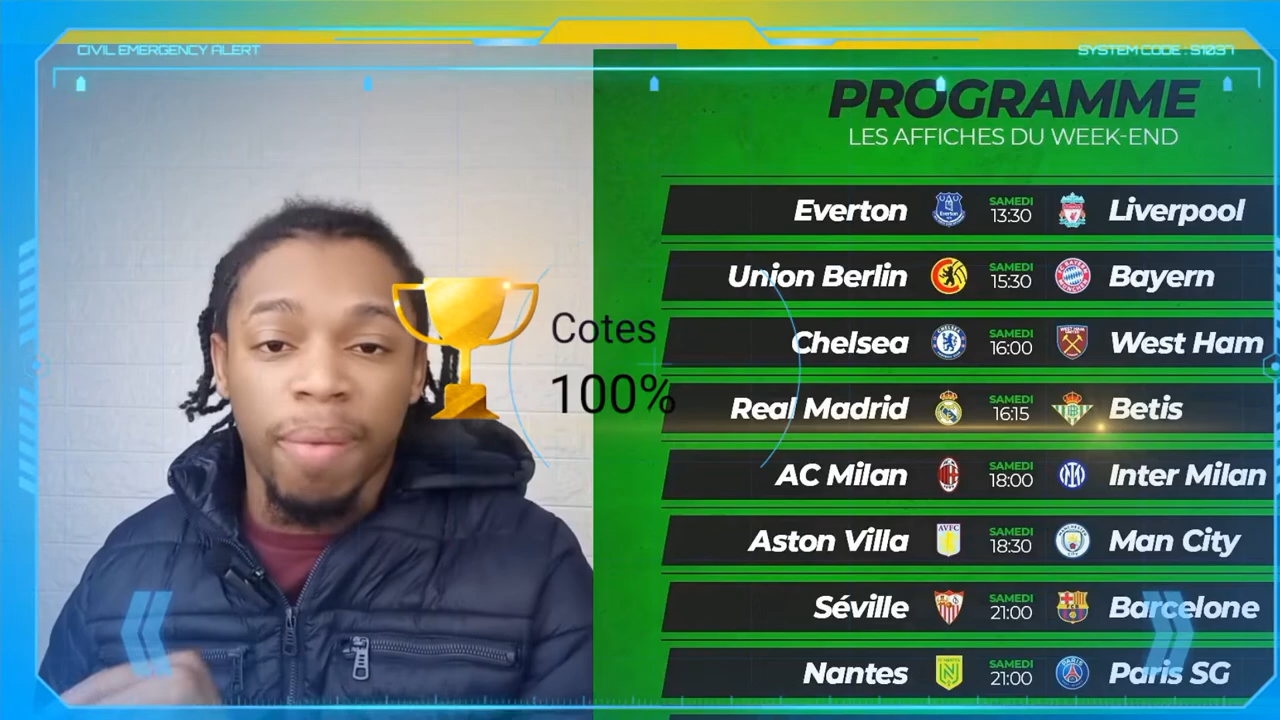 CIVIL EMERGENCY ALERT
SYSTEM CODE : S1037
PROGRAMME
LES AFFICHES DU WEEK-END
Everton SAMEDI 13:30 Liverpool
Union Berlin SAMEDI 15:30 Bayern
Chelsea SAMEDI 16:00 West Ham
Real Madrid SAMEDI 16:15 Betis
AC Milan SAMEDI 18:00 Inter Milan
Aston Villa SAMEDI 18:30 Man City
Séville SAMEDI 21:00 Barcelone
Nantes SAMEDI 21:00 Paris SG
Cotes
100%